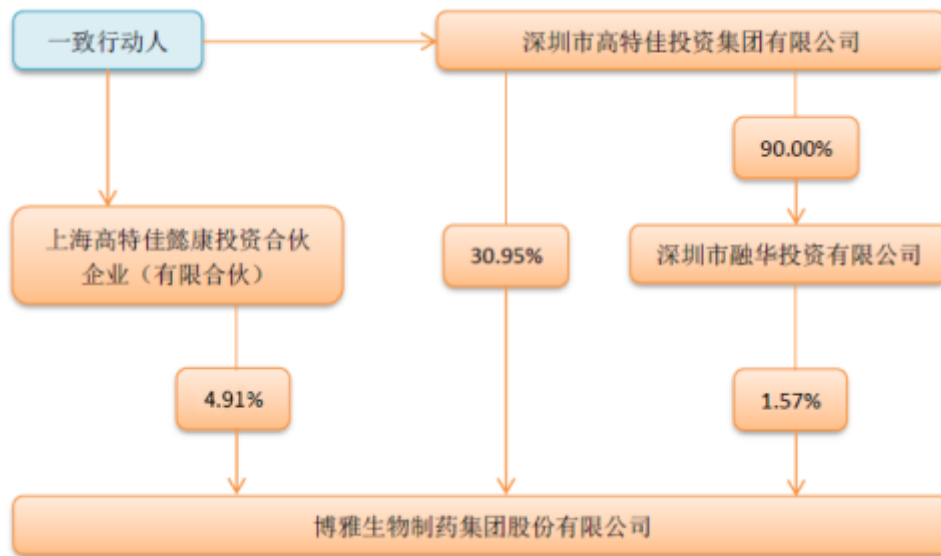 一致行动人
深圳市高特佳投资集团有限公司
90.00%
上海高特佳懿康投资合伙
企业（有限合伙）
30.95%
深圳市融华投资有限公司
4.91%
1.57%
博雅生物制药集团股份有限公司